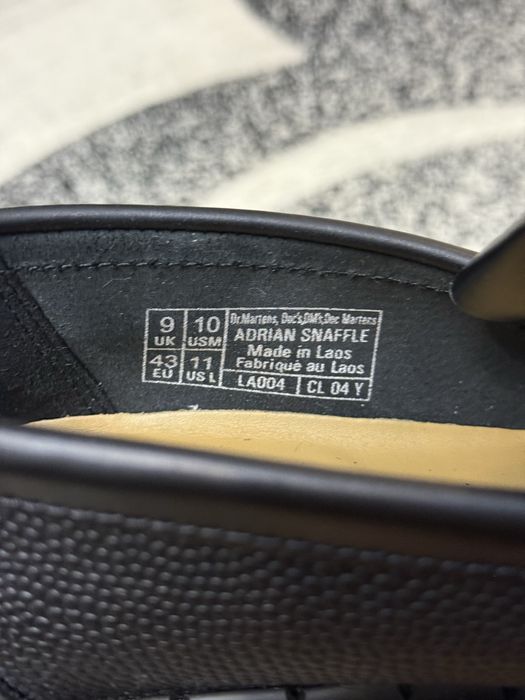 9 UK
10 USM
43 EU
11 US L
Dr.Martens, Doc's,DM's,Doc Martens
ADRIAN SNAFFLE
Made in Laos
Fabriqué au Laos
LA004
CL 04 Y